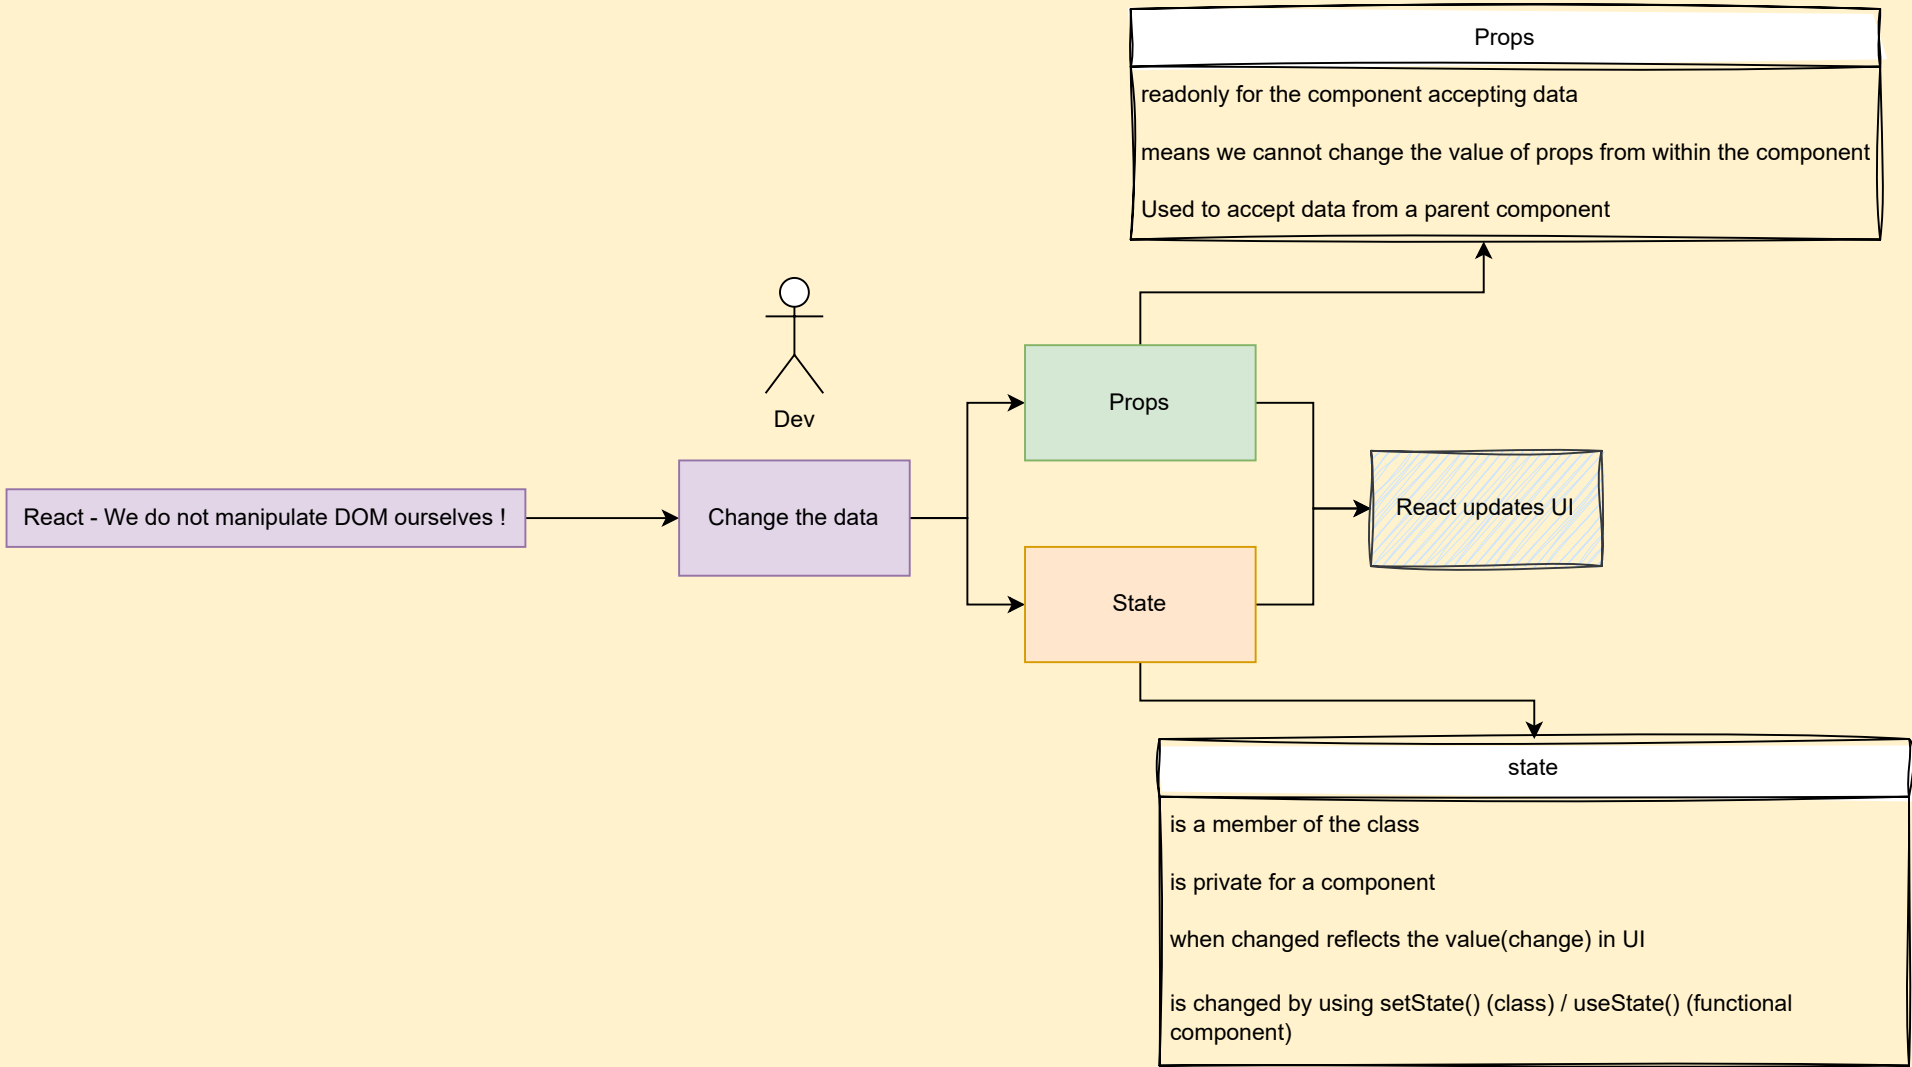 Props
readonly for the component accepting data
means we cannot change the value of props from within the component
Used to accept data from a parent component
Dev
React - We do not manipulate DOM ourselves !
Change the data
Props
State
React updates UI
state
is a member of the class
is private for a component
when changed reflects the value(change) in UI
is changed by using setState() (class) / useState() (functional
component)